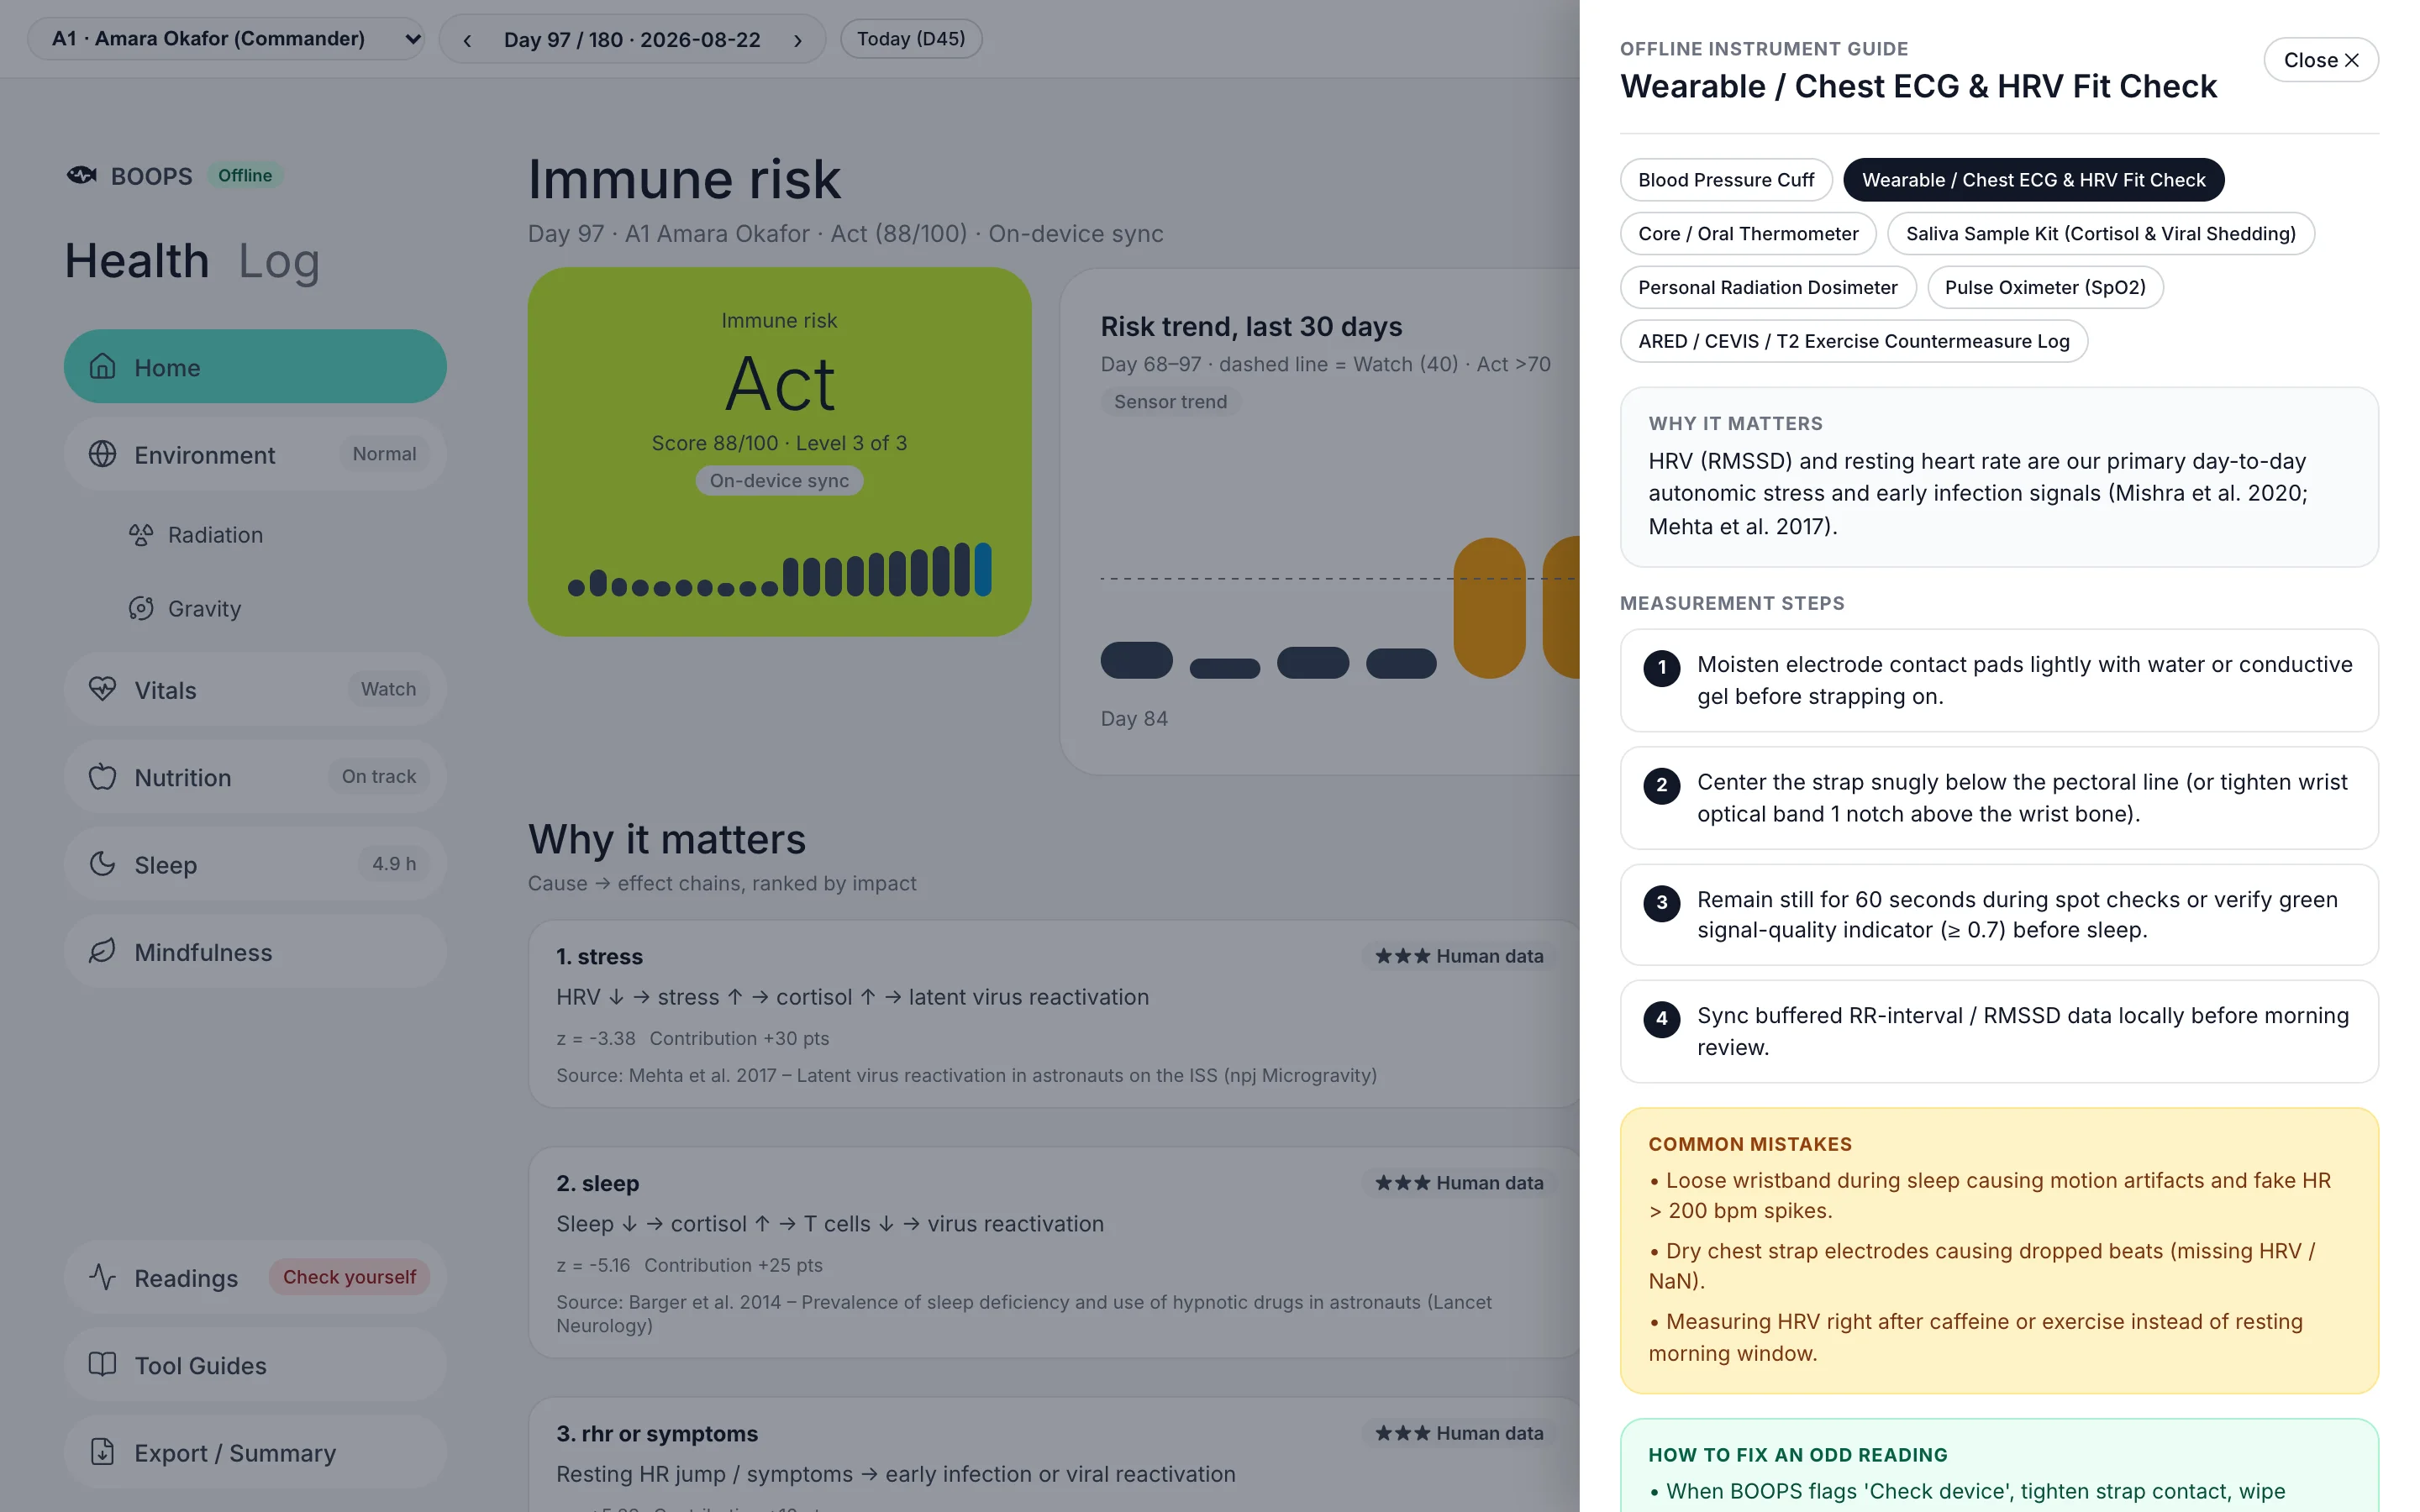 A1 · Amara Okafor (Commander)
‹ Day 97 / 180 · 2026-08-22 ›
Today (D45)
BOOPS Offline
Health Log
Home
Environment Normal
Radiation
Gravity
Vitals Watch
Nutrition On track
Sleep 4.9 h
Mindfulness
Readings Check yourself
Tool Guides
Export / Summary
Immune risk
Day 97 · A1 Amara Okafor · Act (88/100) · On-device sync
Immune risk
Act
Score 88/100 · Level 3 of 3
On-device sync
Risk trend, last 30 days
Day 68–97 · dashed line = Watch (40) · Act >70
Sensor trend
Day 84
Why it matters
Cause → effect chains, ranked by impact
1. stress ★★★ Human data
HRV ↓ → stress ↑ → cortisol ↑ → latent virus reactivation
z = -3.38 Contribution +30 pts
Source: Mehta et al. 2017 – Latent virus reactivation in astronauts on the ISS (npj Microgravity)
2. sleep ★★★ Human data
Sleep ↓ → cortisol ↑ → T cells ↓ → virus reactivation
z = -5.16 Contribution +25 pts
Source: Barger et al. 2014 – Prevalence of sleep deficiency and use of hypnotic drugs in astronauts (Lancet
Neurology)
3. rhr or symptoms ★★★ Human data
Resting HR jump / symptoms → early infection or viral reactivation
OFFLINE INSTRUMENT GUIDE
Wearable / Chest ECG & HRV Fit Check
Close ✕
Blood Pressure Cuff
Wearable / Chest ECG & HRV Fit Check
Core / Oral Thermometer
Saliva Sample Kit (Cortisol & Viral Shedding)
Personal Radiation Dosimeter
Pulse Oximeter (SpO2)
ARED / CEVIS / T2 Exercise Countermeasure Log
WHY IT MATTERS
HRV (RMSSD) and resting heart rate are our primary day-to-day
autonomic stress and early infection signals (Mishra et al. 2020;
Mehta et al. 2017).
MEASUREMENT STEPS
1 Moisten electrode contact pads lightly with water or conductive
gel before strapping on.
2 Center the strap snugly below the pectoral line (or tighten wrist
optical band 1 notch above the wrist bone).
3 Remain still for 60 seconds during spot checks or verify green
signal-quality indicator (≥ 0.7) before sleep.
4 Sync buffered RR-interval / RMSSD data locally before morning
review.
COMMON MISTAKES
• Loose wristband during sleep causing motion artifacts and fake HR
> 200 bpm spikes.
• Dry chest strap electrodes causing dropped beats (missing HRV /
NaN).
• Measuring HRV right after caffeine or exercise instead of resting
morning window.
HOW TO FIX AN ODD READING
• When BOOPS flags 'Check device', tighten strap contact, wipe